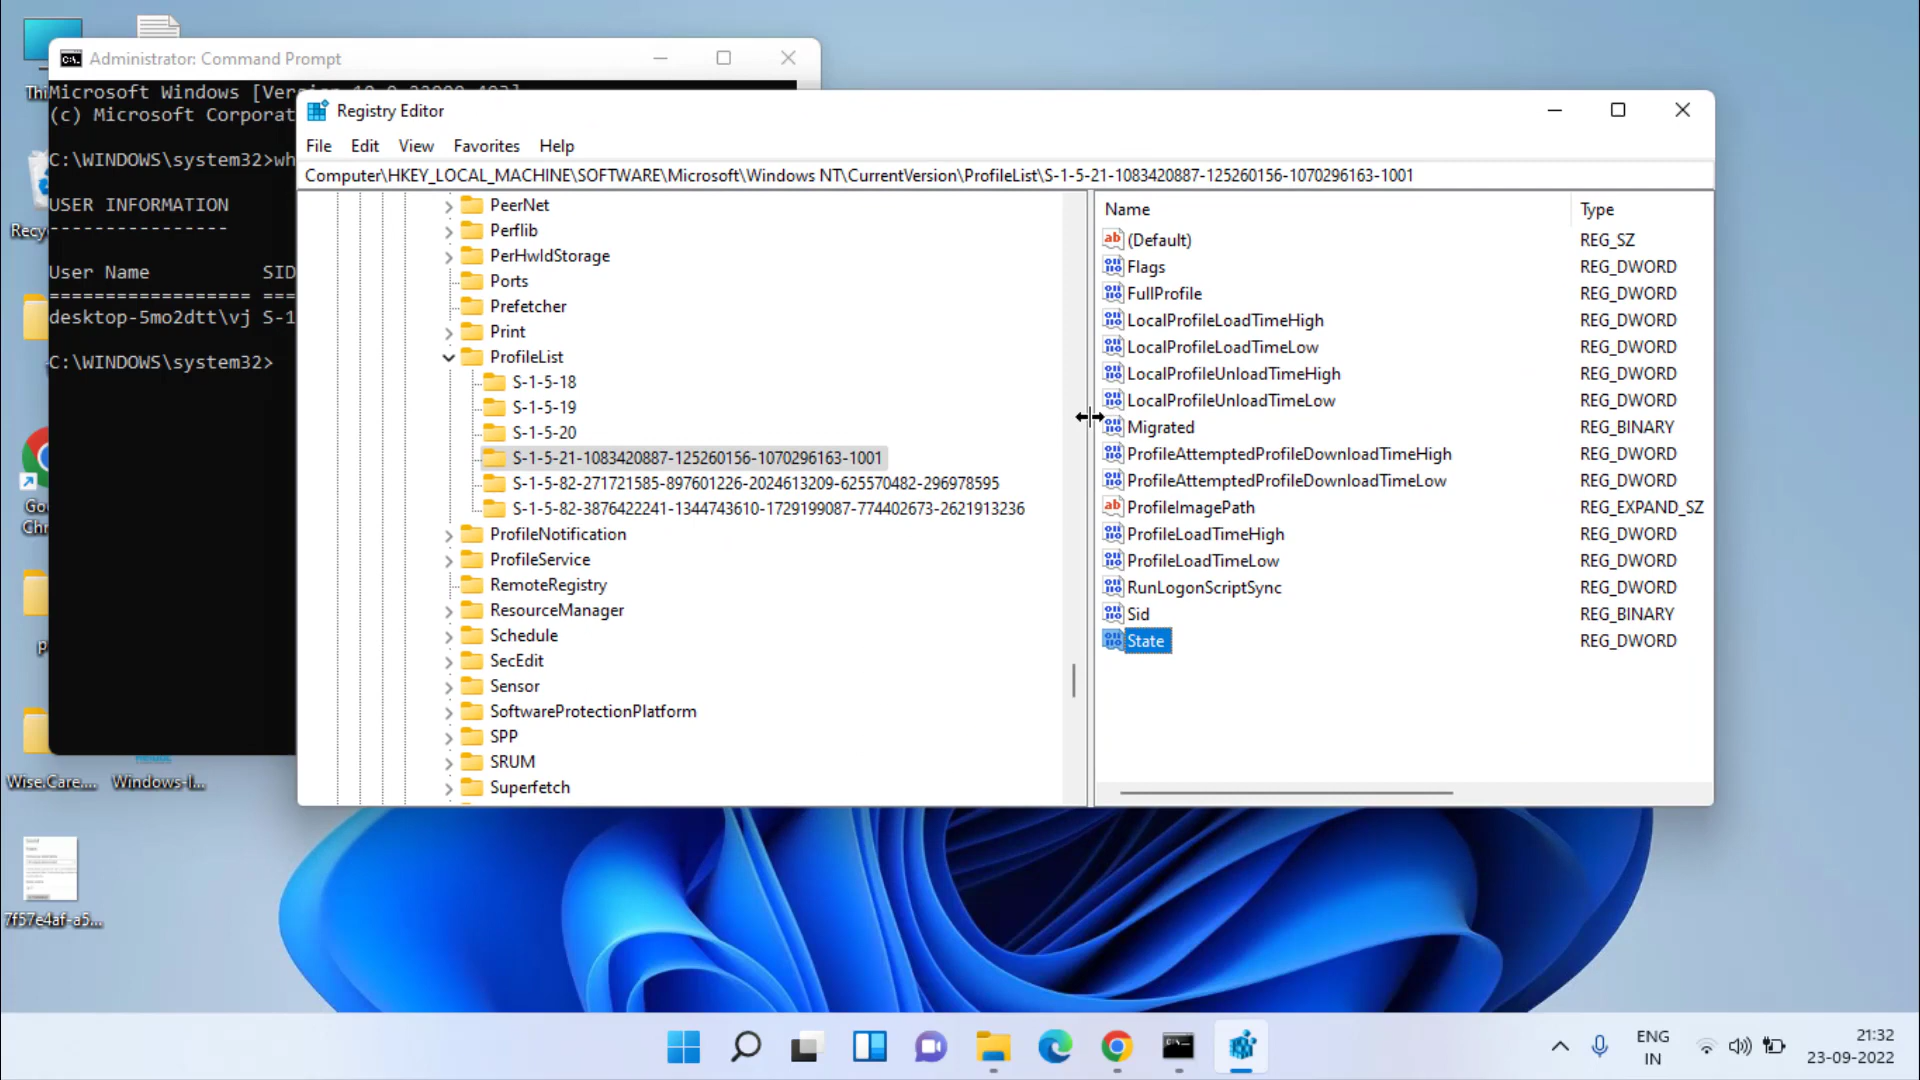 Administrator: Command Prompt
Microsoft Windows [Ver
(c) Microsoft Corporat
C:\WINDOWS\system32>wh
USER INFORMATION
----------------
User Name SID
================== ===
desktop-5mo2dtt\vj S-1
C:\WINDOWS\system32>
Registry Editor
File Edit View Favorites Help
Computer\HKEY_LOCAL_MACHINE\SOFTWARE\Microsoft\Windows NT\CurrentVersion\ProfileList\S-1-5-21-1083420887-125260156-1070296163-1001
PeerNet
Perflib
PerHwIdStorage
Ports
Prefetcher
Print
ProfileList
S-1-5-18
S-1-5-19
S-1-5-20
S-1-5-21-1083420887-125260156-1070296163-1001
S-1-5-82-271721585-897601226-2024613209-625570482-296978595
S-1-5-82-3876422241-1344743610-1729199087-774402673-2621913236
ProfileNotification
ProfileService
RemoteRegistry
ResourceManager
Schedule
SecEdit
Sensor
SoftwareProtectionPlatform
SPP
SRUM
Superfetch
Name Type
(Default) REG_SZ
Flags REG_DWORD
FullProfile REG_DWORD
LocalProfileLoadTimeHigh REG_DWORD
LocalProfileLoadTimeLow REG_DWORD
LocalProfileUnloadTimeHigh REG_DWORD
LocalProfileUnloadTimeLow REG_DWORD
Migrated REG_BINARY
ProfileAttemptedProfileDownloadTimeHigh REG_DWORD
ProfileAttemptedProfileDownloadTimeLow REG_DWORD
ProfileImagePath REG_EXPAND_SZ
ProfileLoadTimeHigh REG_DWORD
ProfileLoadTimeLow REG_DWORD
RunLogonScriptSync REG_DWORD
Sid REG_BINARY
State REG_DWORD
Thi
Recy
Go
Chr
p
Wise.Care.... Windows-I...
7f57e4af-a5...
ENG
IN
21:32
23-09-2022